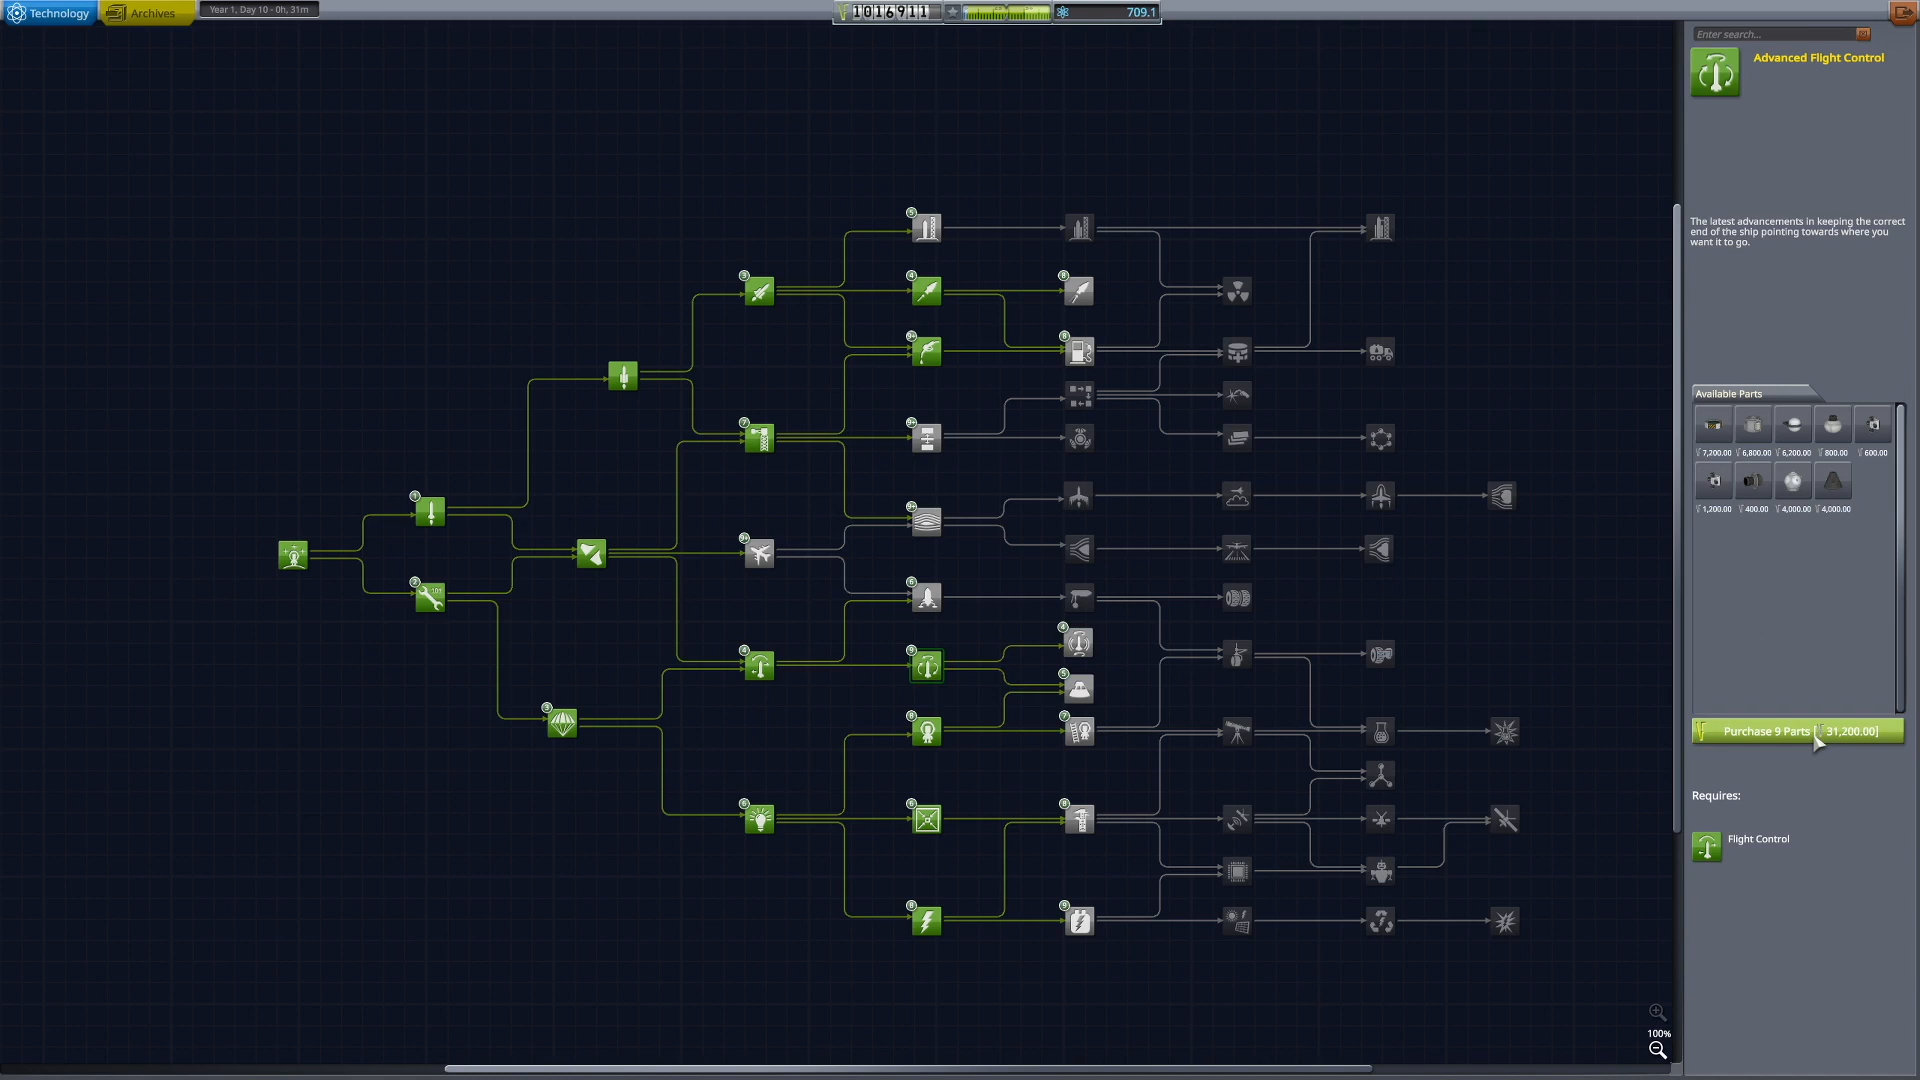 Technology
Archives
Year 1, Day 10 - 0h, 31m
1016911
709.1
Enter search...
Advanced Flight Control
The latest advancements in keeping the correct
end of the ship pointing towards where you
want it to go.
Available Parts
7,200.00 6,800.00 6,200.00 800.00 600.00
1,200.00 400.00 4,000.00 4,000.00
Purchase 9 Parts [ 31,200.00]
Requires:
Flight Control
100%